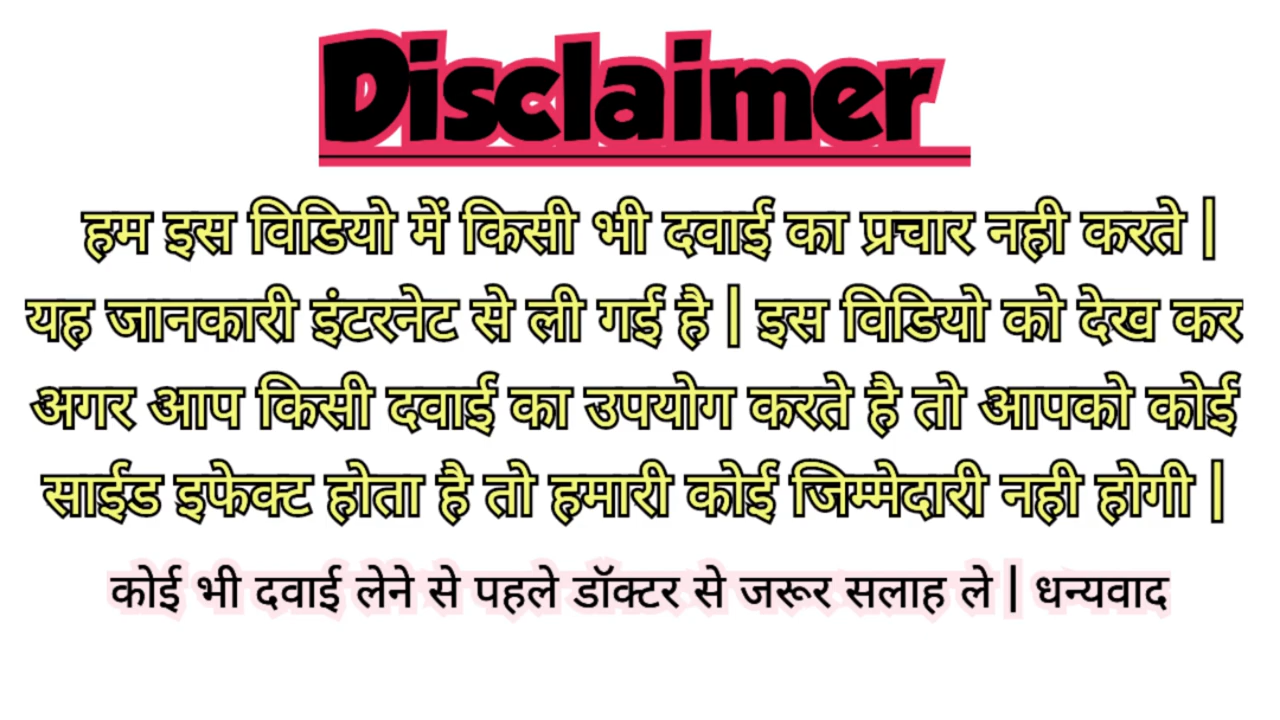 Disclaimer
हम इस विडियो में किसी भी दवाई का प्रचार नही करते |
यह जानकारी इंटरनेट से ली गई है | इस विडियो को देख कर
अगर आप किसी दवाई का उपयोग करते है तो आपको कोई
साईड इफेक्ट होता है तो हमारी कोई जिम्मेदारी नही होगी |
कोई भी दवाई लेने से पहले डॉक्टर से जरूर सलाह ले | धन्यवाद